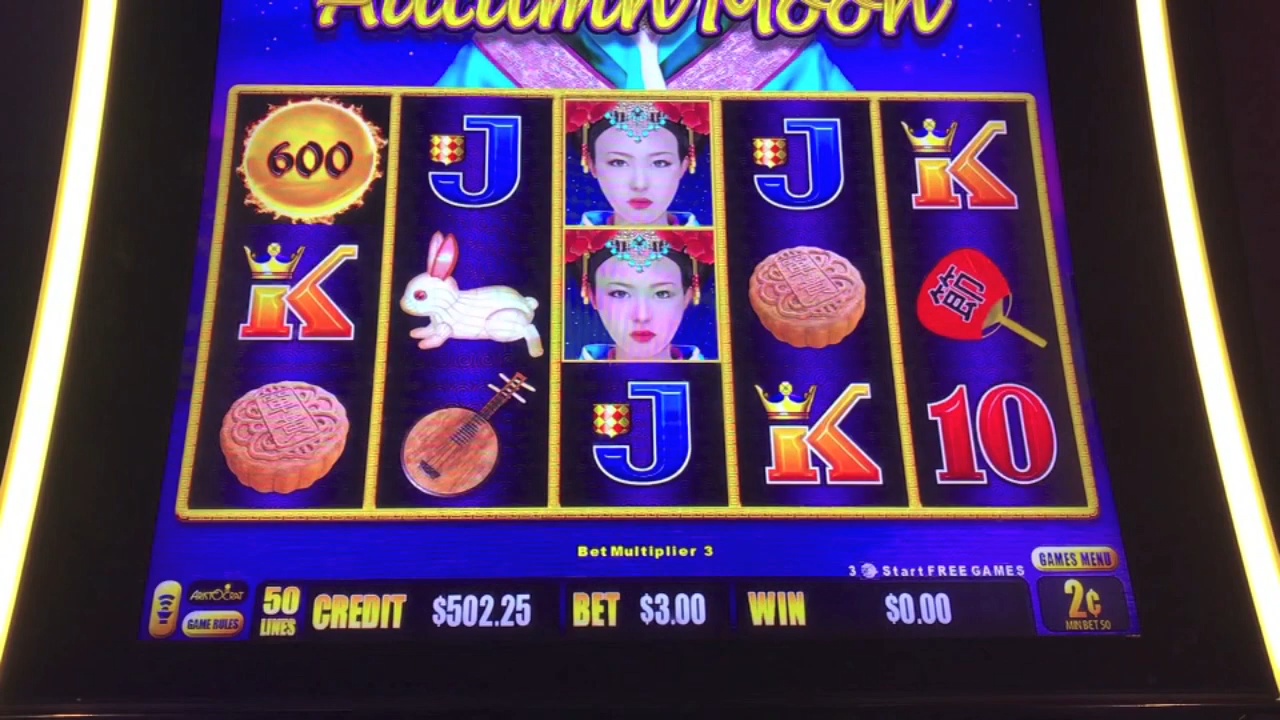 Autumn Moon
600
J
J
K
K
J
K
10
Bet Multiplier 3
3 Start FREE GAMES
GAMES MENU
ARISTOCRAT
GAME RULES
50
LINES
CREDIT $502.25
BET $3.00
WIN $0.00
2¢
MIN BET 50